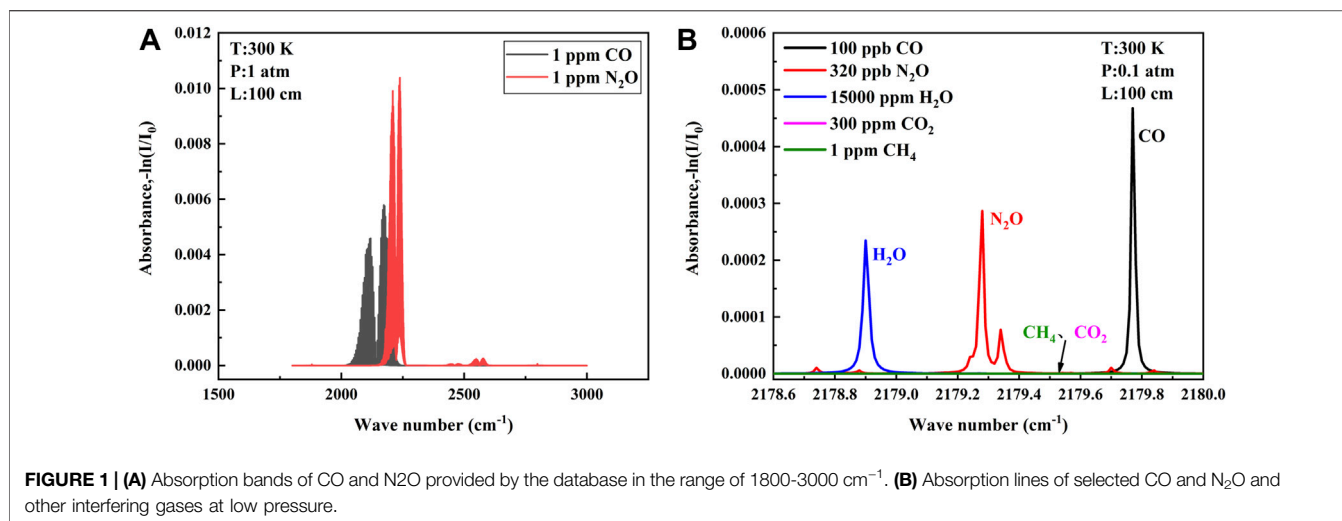 A
T:300 K
P:1 atm
L:100 cm
1 ppm CO
1 ppm N₂O
0.012
0.010
0.008
0.006
0.004
0.002
0.000
Absorbance,-ln(I/I₀)
1500
2000
2500
3000
Wave number (cm⁻¹)
B
100 ppb CO
320 ppb N₂O
15000 ppm H₂O
300 ppm CO₂
1 ppm CH₄
T:300 K
P:0.1 atm
L:100 cm
CO
N₂O
H₂O
CH₄、 CO₂
0.0006
0.0005
0.0004
0.0003
0.0002
0.0001
0.0000
Absorbance,-ln(I/I₀)
2178.6
2178.8
2179.0
2179.2
2179.4
2179.6
2179.8
2180.0
Wave number (cm⁻¹)
FIGURE 1 | (A) Absorption bands of CO and N2O provided by the database in the range of 1800-3000 cm⁻¹. (B) Absorption lines of selected CO and N₂O and
other interfering gases at low pressure.